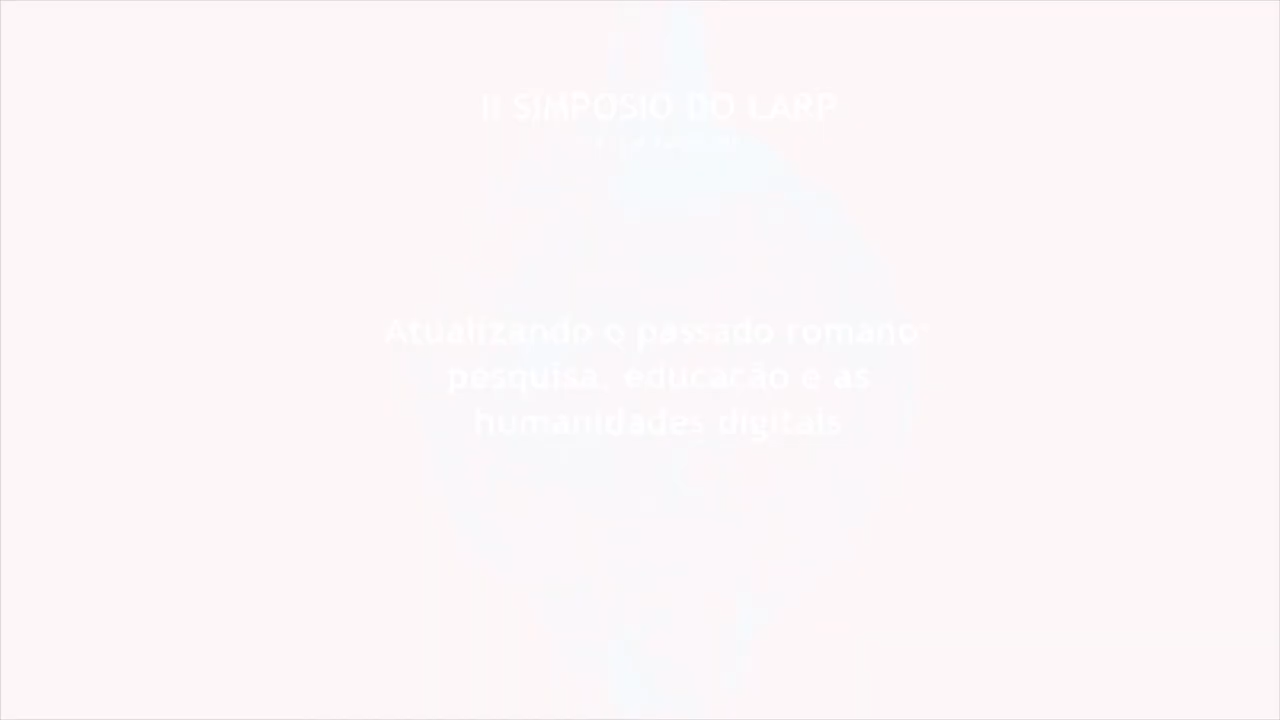 II SIMPÓSIO DO LARP
Atualizando o passado romano:
pesquisa, educação e as
humanidades digitais